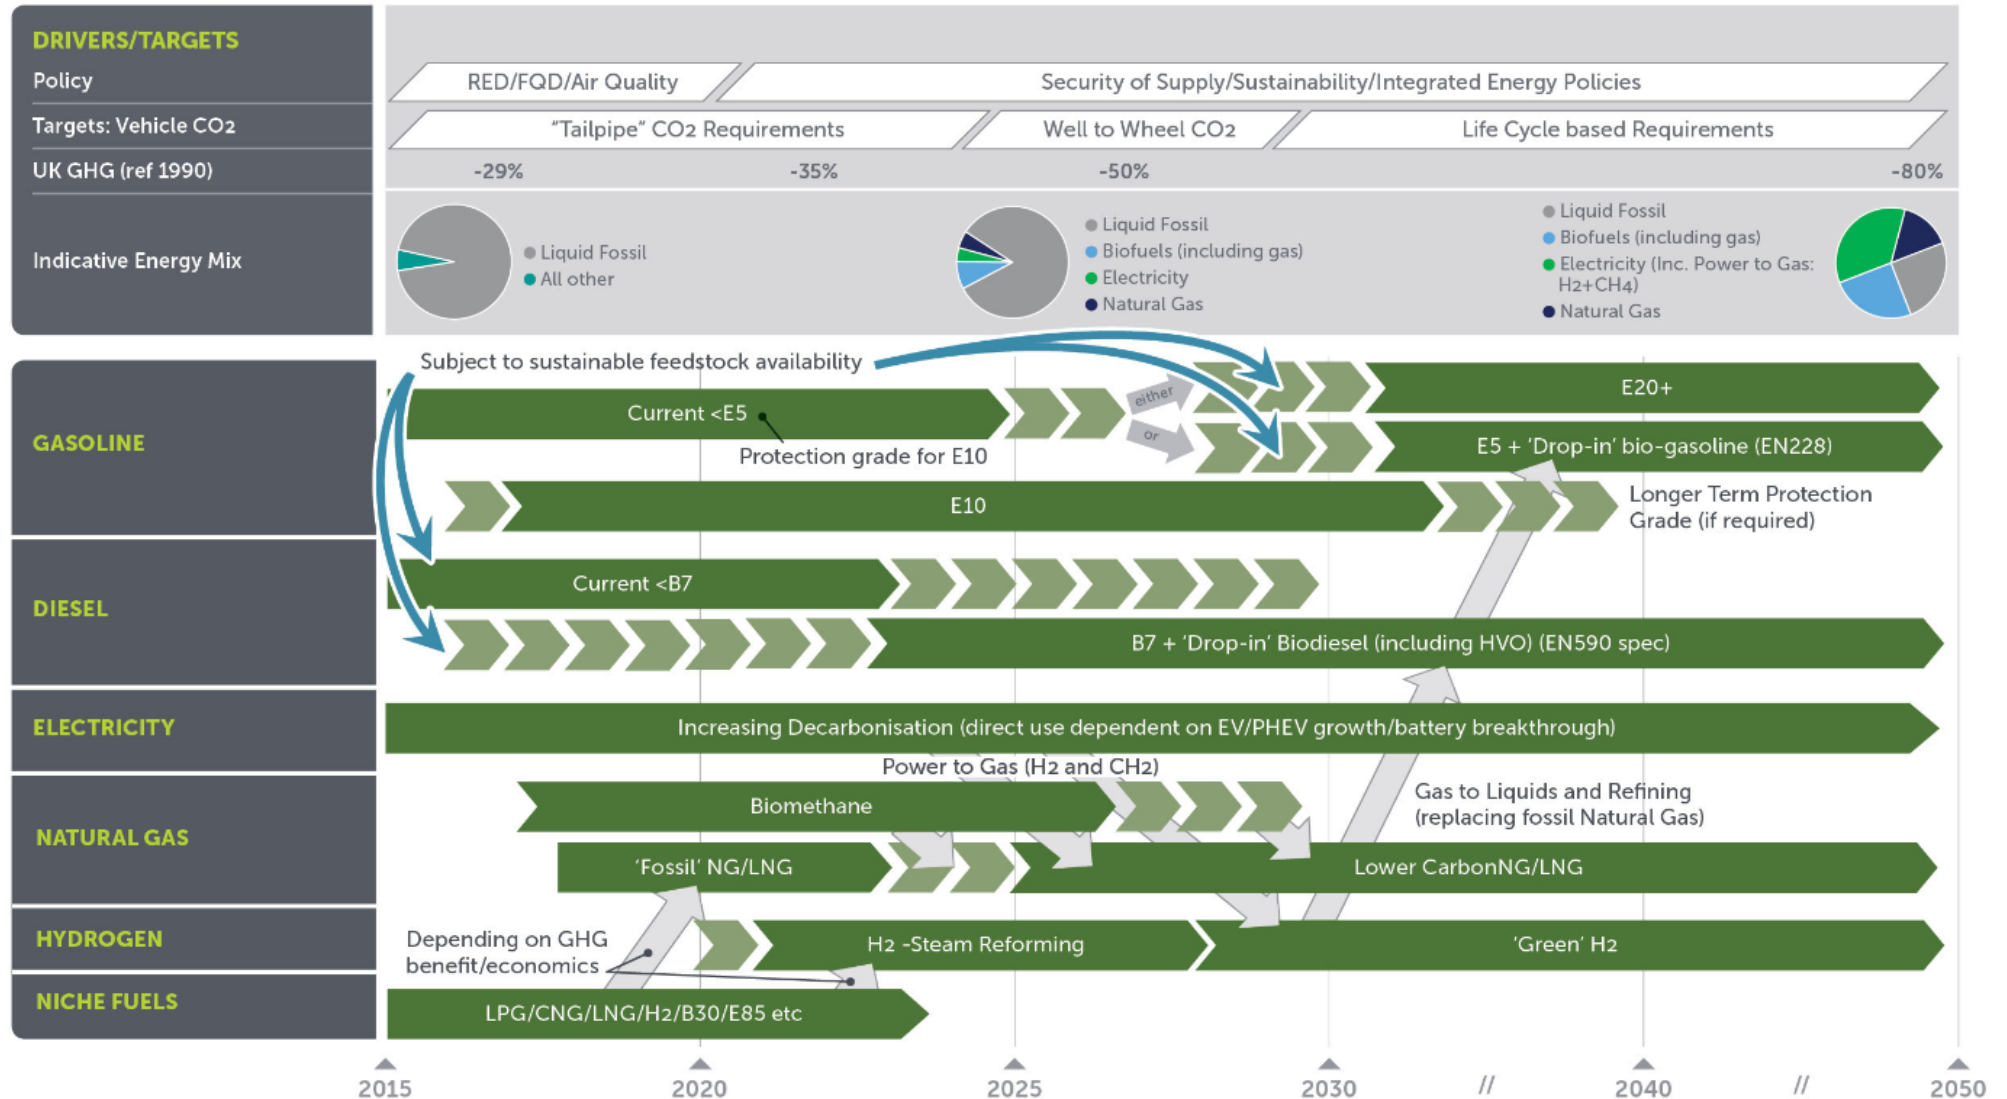 DRIVERS/TARGETS
Policy
RED/FQD/Air Quality
Security of Supply/Sustainability/Integrated Energy Policies
Targets: Vehicle CO2
"Tailpipe" CO2 Requirements
Well to Wheel CO2
Life Cycle based Requirements
UK GHG (ref 1990)
-29%
-35%
-50%
-80%
Indicative Energy Mix
Liquid Fossil
All other
Liquid Fossil
Biofuels (including gas)
Electricity
Natural Gas
Liquid Fossil
Biofuels (including gas)
Electricity (Inc. Power to Gas:
H2+CH4)
Natural Gas
Subject to sustainable feedstock availability
GASOLINE
Current <E5
Protection grade for E10
either
or
E20+
E5 + 'Drop-in' bio-gasoline (EN228)
E10
Longer Term Protection
Grade (if required)
DIESEL
Current <B7
B7 + 'Drop-in' Biodiesel (including HVO) (EN590 spec)
ELECTRICITY
Increasing Decarbonisation (direct use dependent on EV/PHEV growth/battery breakthrough)
Power to Gas (H2 and CH2)
NATURAL GAS
Biomethane
Gas to Liquids and Refining
(replacing fossil Natural Gas)
'Fossil' NG/LNG
Lower CarbonNG/LNG
HYDROGEN
Depending on GHG
benefit/economics
H2 -Steam Reforming
'Green' H2
NICHE FUELS
LPG/CNG/LNG/H2/B30/E85 etc
2015
2020
2025
2030
//
2040
//
2050